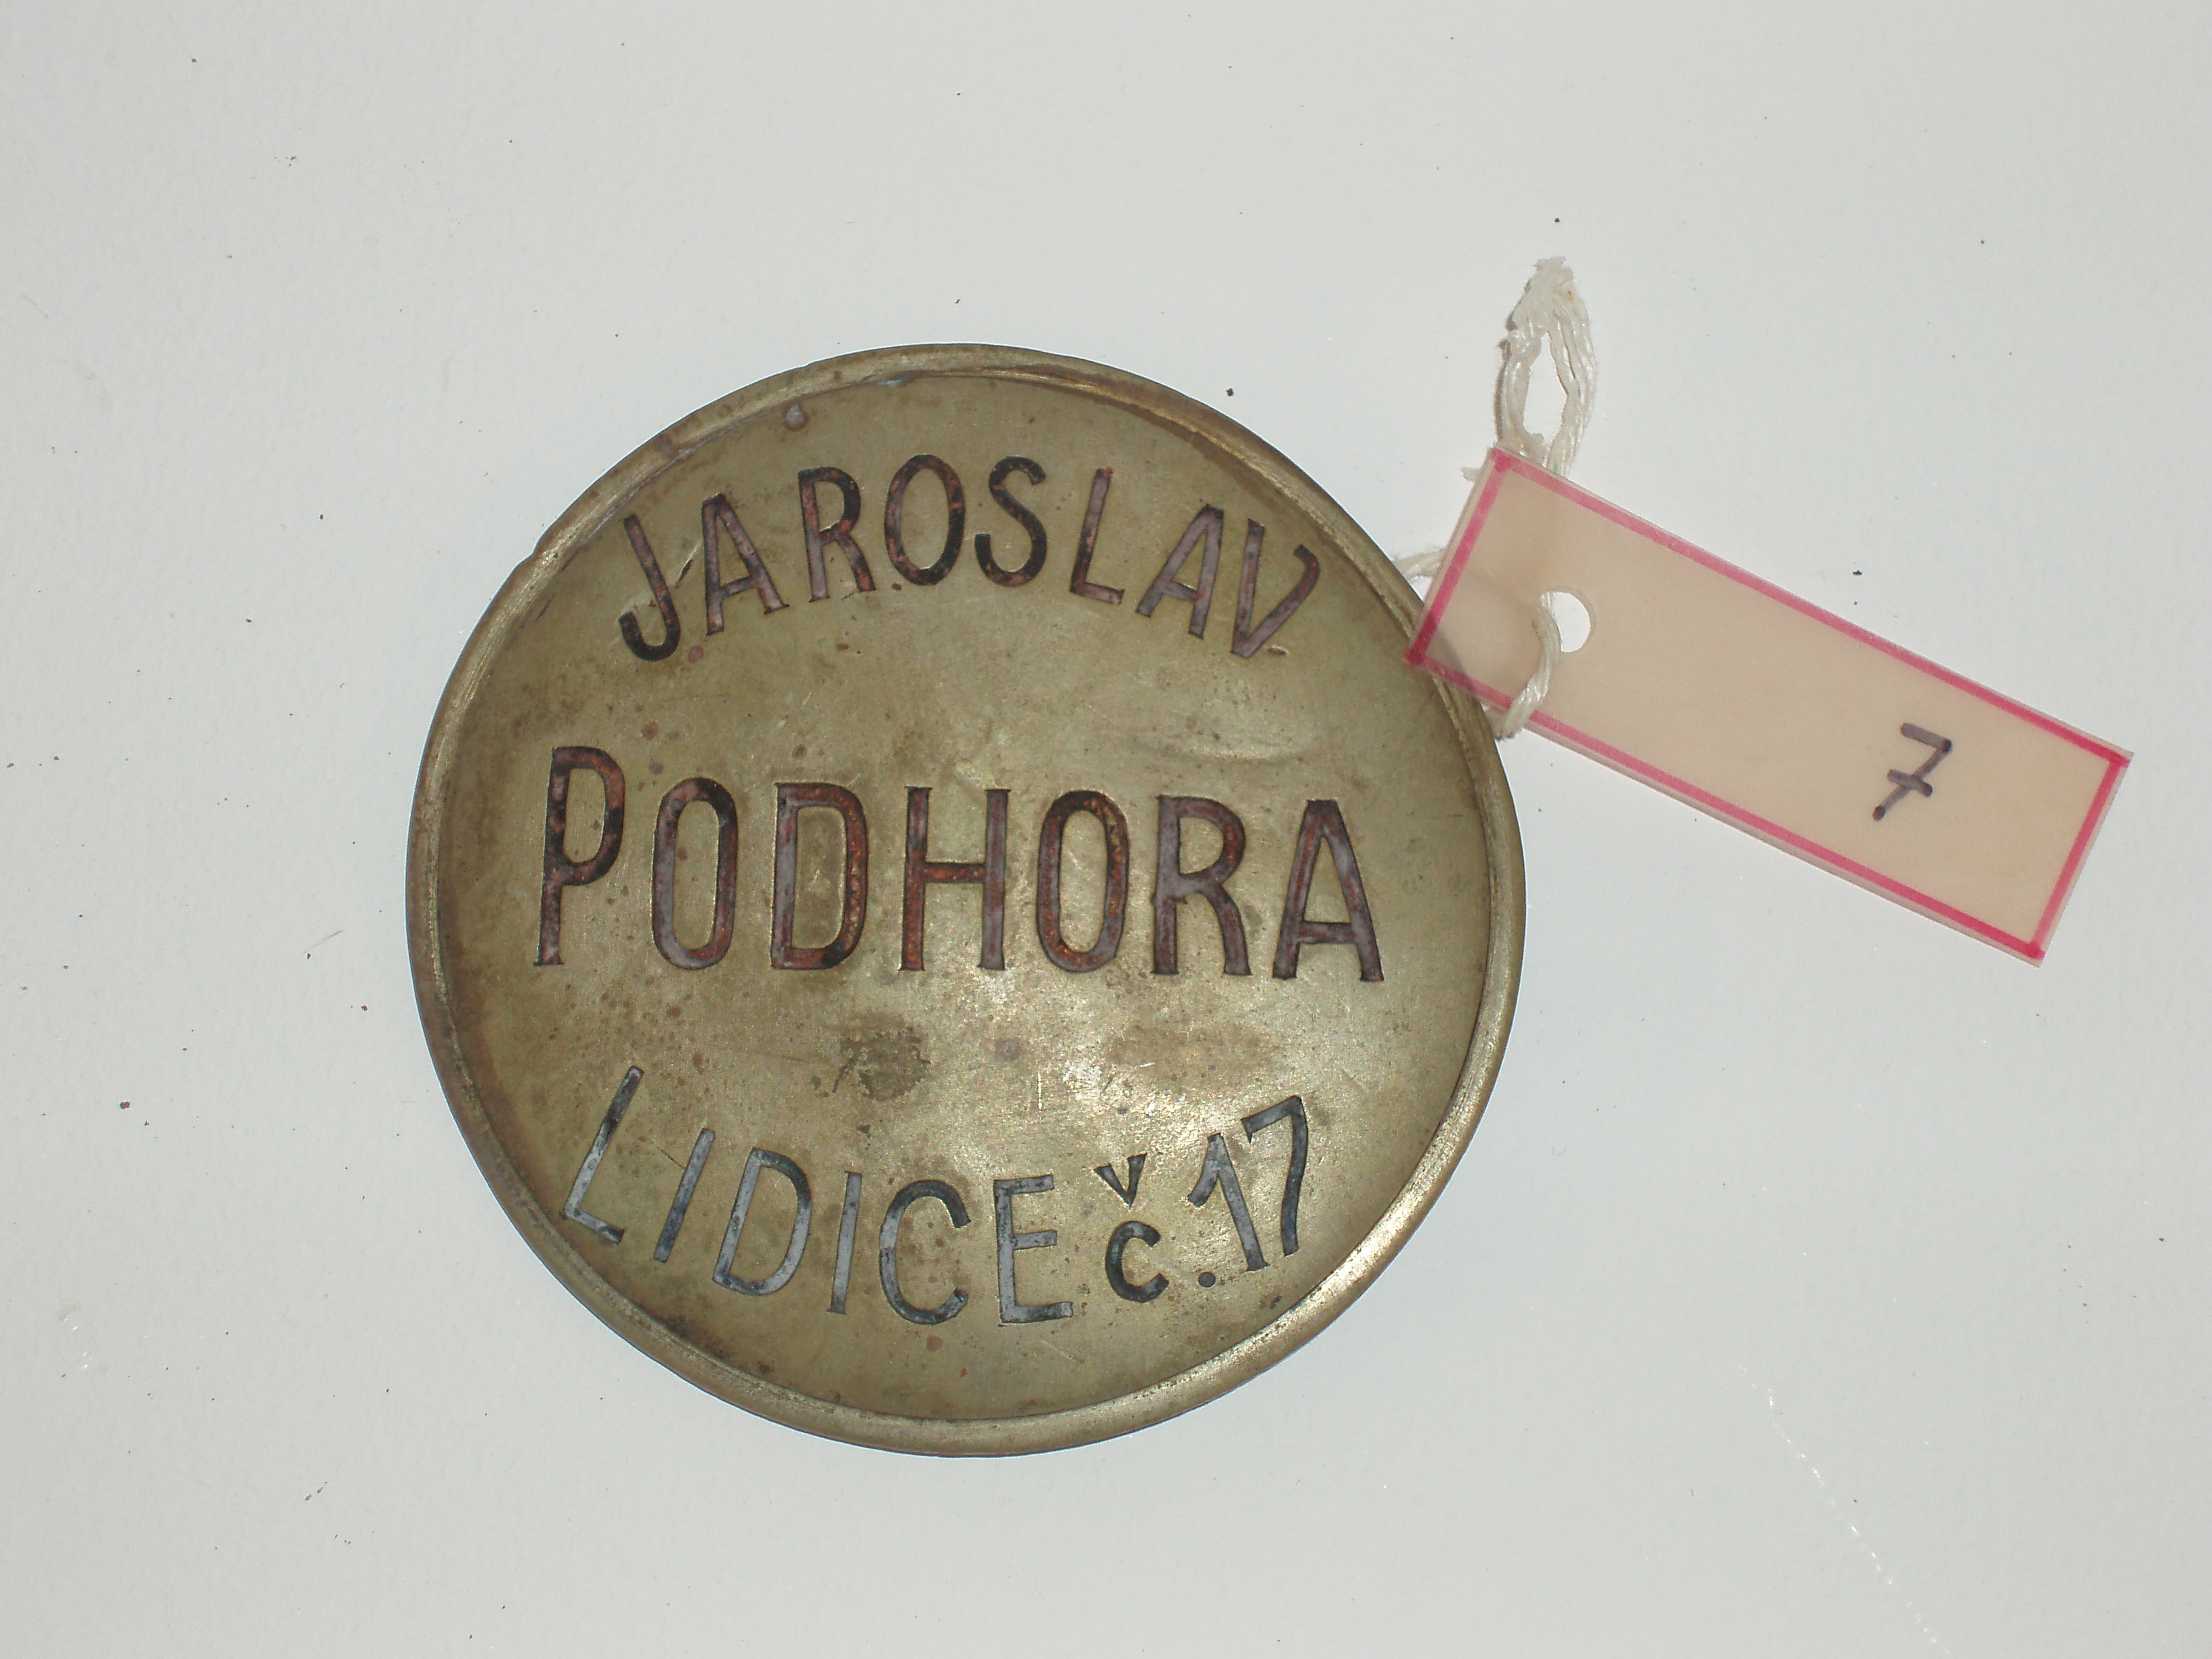 JAROSLAV
PODHORA
LIDICE č.17
7